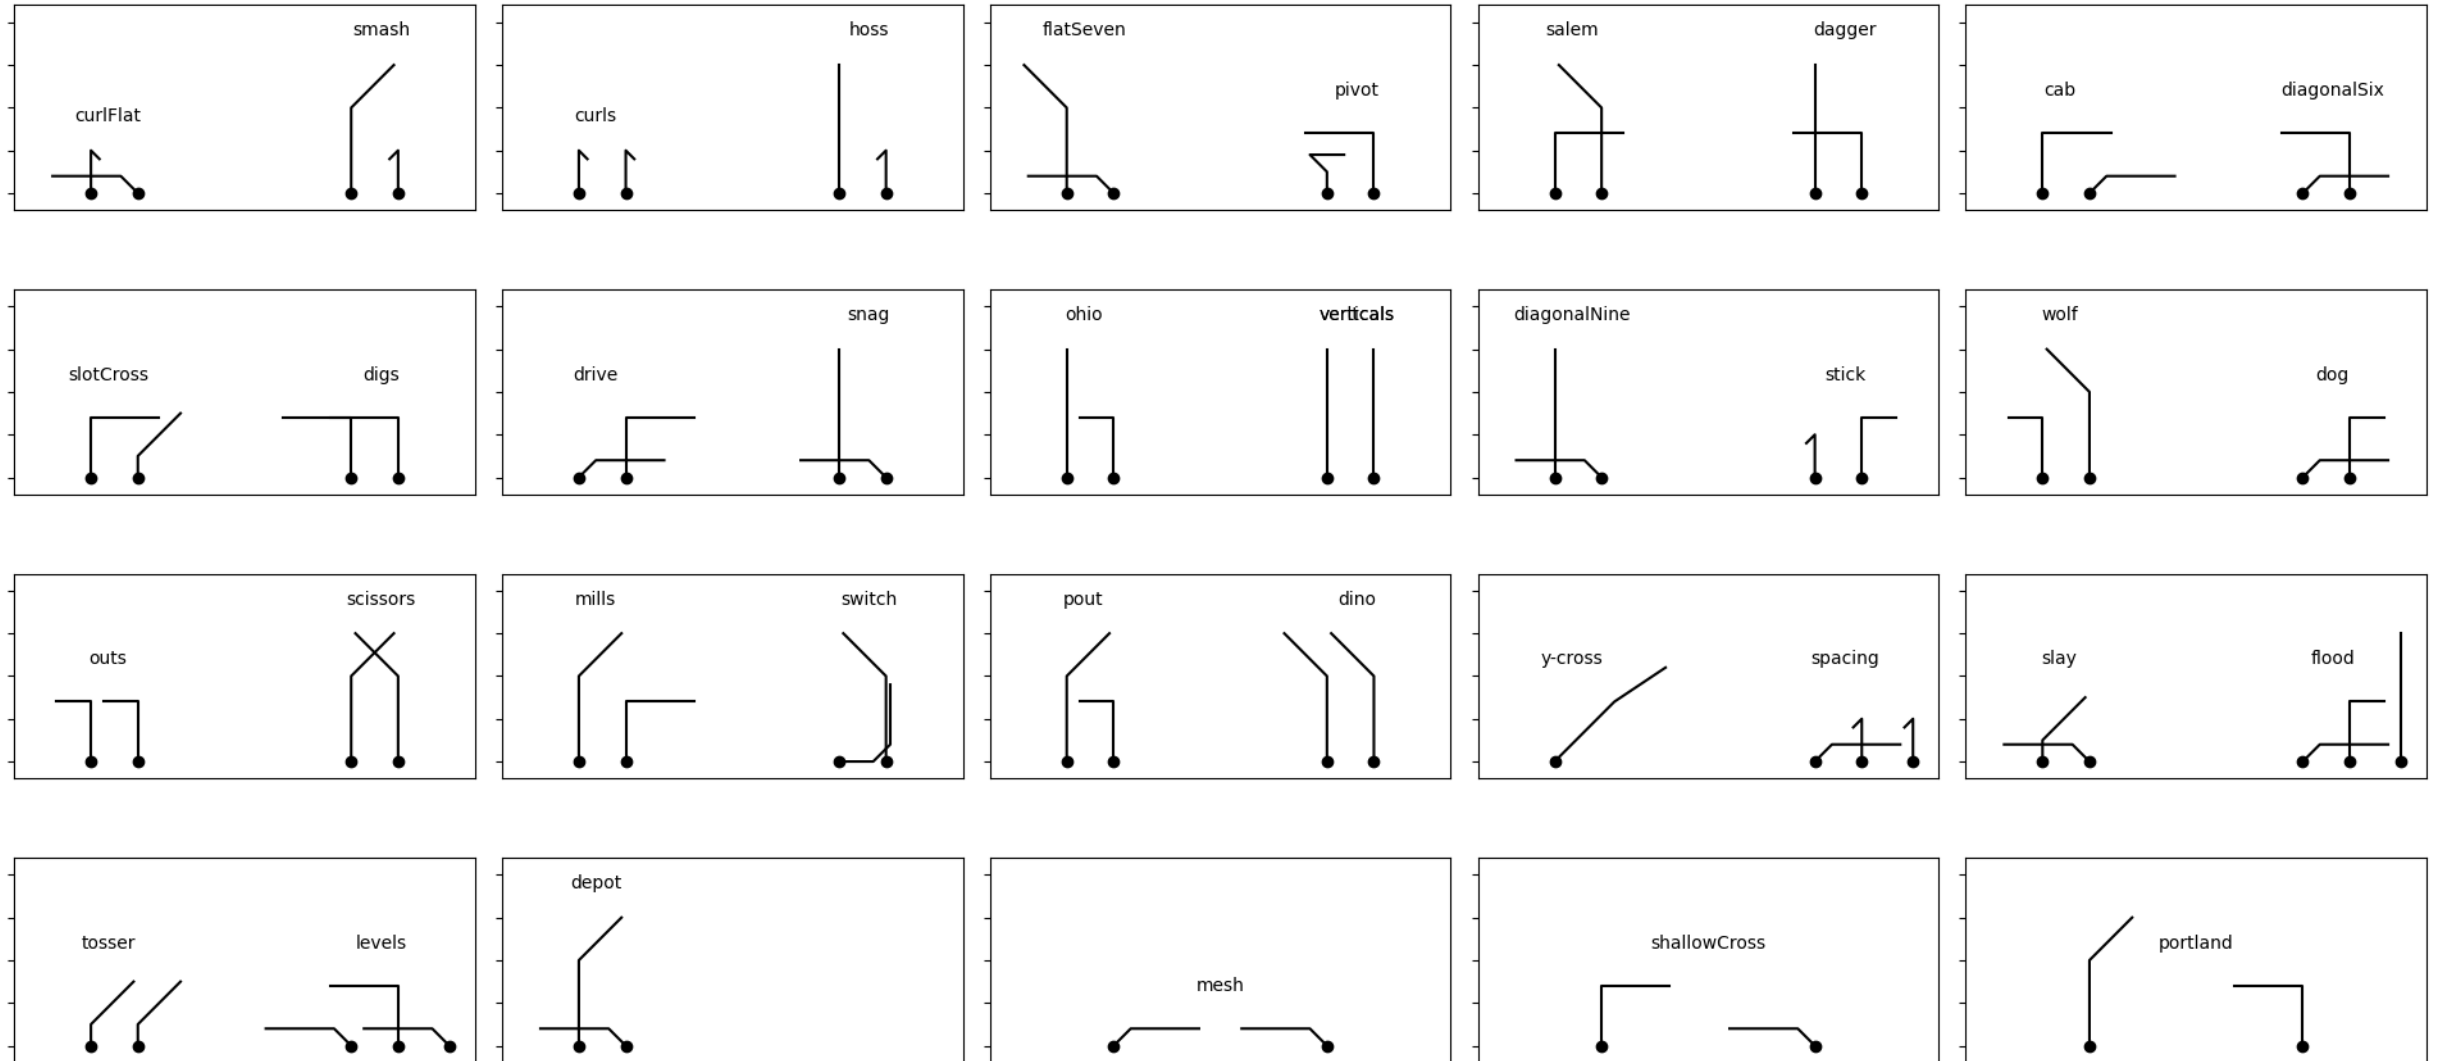 smash
curlFlat
hoss
curls
flatSeven
pivot
salem
dagger
cab
diagonalSix
slotCross
digs
snag
drive
ohio
verticals
diagonalNine
stick
wolf
dog
scissors
outs
mills
switch
pout
dino
y-cross
spacing
slay
flood
tosser
levels
depot
mesh
shallowCross
portland